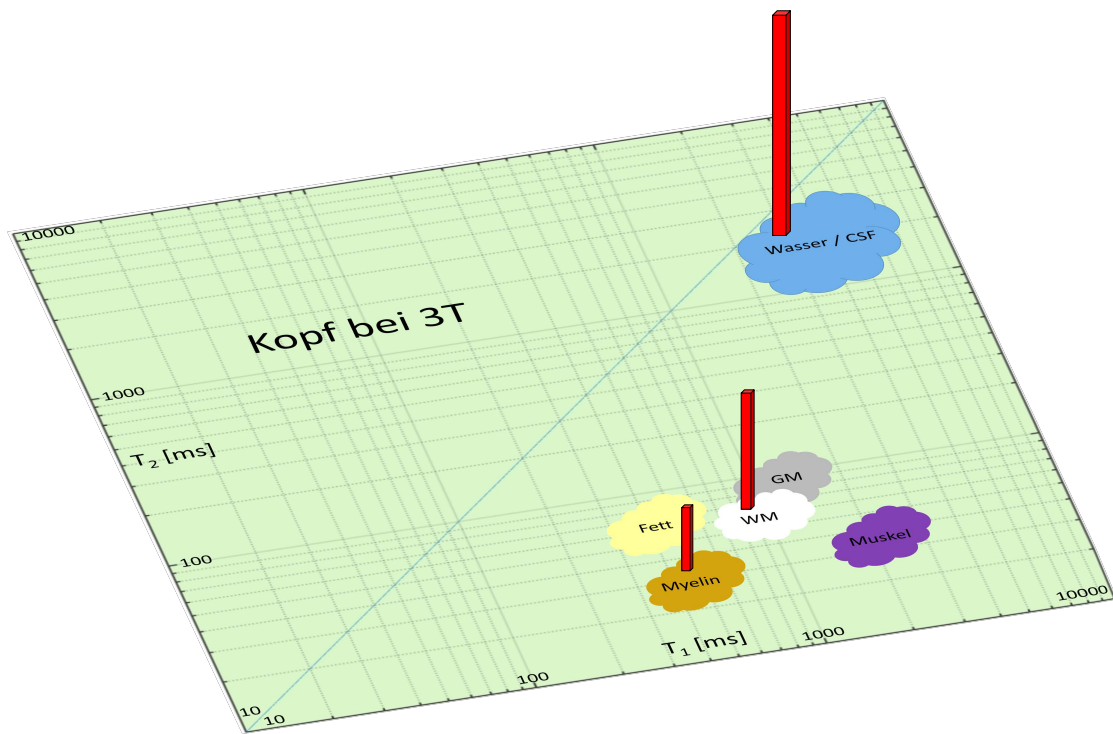 10000
Wasser / CSF
Kopf bei 3T
1000
T₂ [ms]
GM
Fett
WM
Muskel
100
Myelin
T₁ [ms]
10000
1000
100
10
10